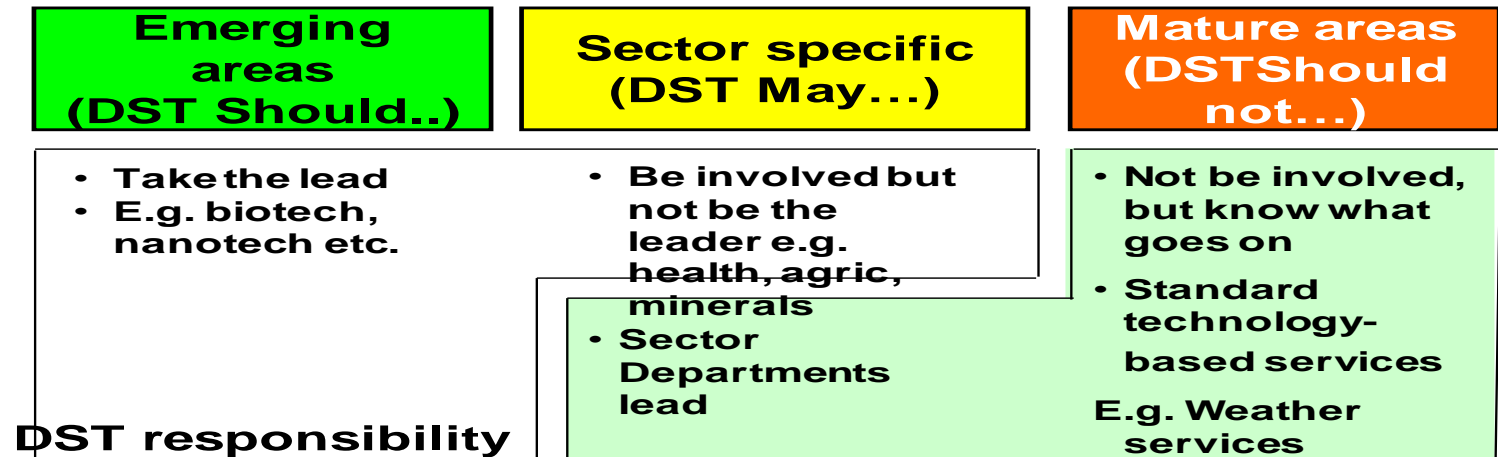 Emerging
areas
(DST Should..)
Sector specific
(DST May…)
Mature areas
(DSTShould
not…)
• Take the lead
• E.g. biotech,
nanotech etc.
• Be involved but
not be the
leader e.g.
health, agric,
minerals
• Sector
Departments
lead
• Not be involved,
but know what
goes on
• Standard
technology-
based services
E.g. Weather
services
DST responsibility